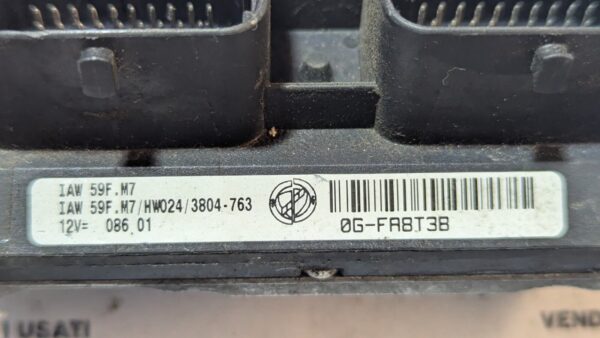 IAW 59F.M7
IAW 59F.M7/HW024/3804-763
12V= 086.01
0G-FA8T3B
I USATI
VEND